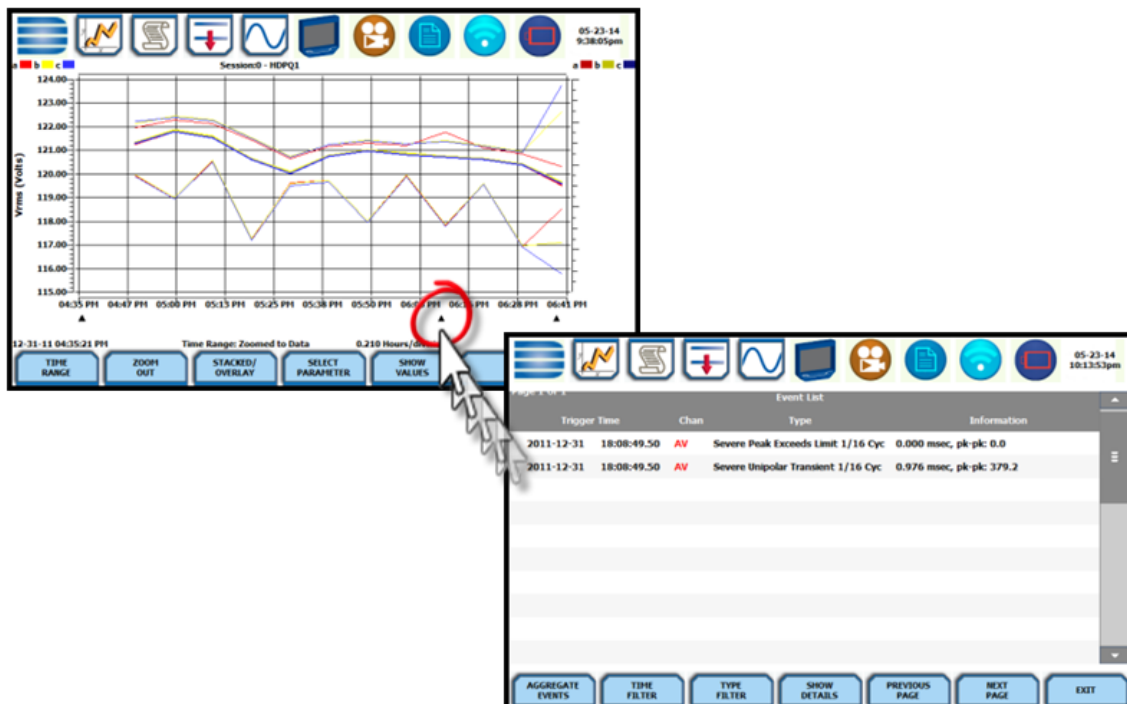 05-23-14
9:38:05pm
a b c
Session:0 - HDPQ1
a b c
124.00
123.00
122.00
121.00
120.00
119.00
118.00
117.00
116.00
115.00
Vrms (Volts)
04:35 PM 04:47 PM 05:00 PM 05:13 PM 05:25 PM 05:38 PM 05:50 PM 06:28 PM 06:41 PM
12-31-11 04:35:21 PM Time Range: Zoomed to Data 0.210
TIME RANGE
ZOOM OUT
STACKED/ OVERLAY
SELECT PARAMETER
SHOW VALUES
05-23-14
10:13:53pm
Page 1 of 1
Event List
Trigger Time Chan Type Information
2011-12-31 18:08:49.50 AV Severe Peak Exceeds Limit 1/16 Cyc 0.000 msec, pk-pk: 0.0
2011-12-31 18:08:49.50 AV Severe Unipolar Transient 1/16 Cyc 0.976 msec, pk-pk: 379.2
AGGREGATE EVENTS
TIME FILTER
TYPE FILTER
SHOW DETAILS
PREVIOUS PAGE
NEXT PAGE
EXIT